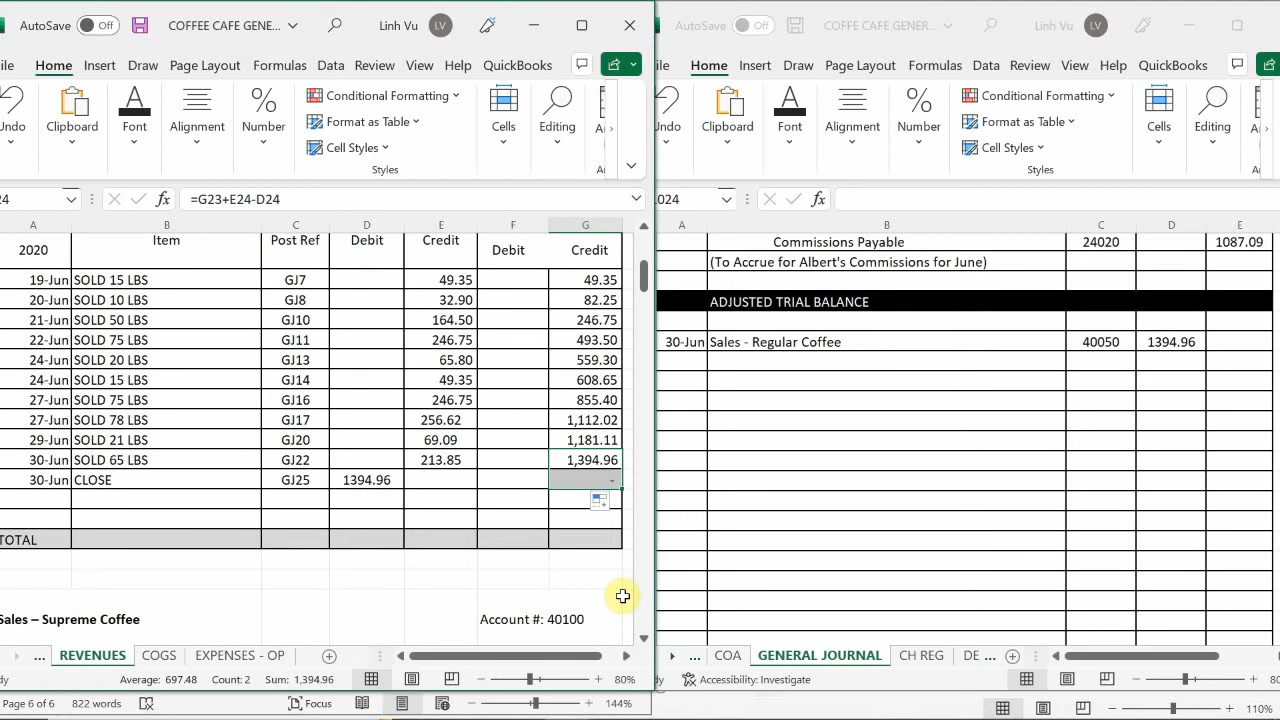 AutoSave Off COFFEE CAFE GENE... Linh Vu LV
ile Home Insert Draw Page Layout Formulas Data Review View Help QuickBooks
Undo Clipboard Font Alignment Number Conditional Formatting Format as Table Cell Styles Styles Cells Editing
24 fx =G23+E24-D24
A B C D E F G
2020 Item Post Ref Debit Credit Debit Credit
19-Jun SOLD 15 LBS GJ7 49.35 49.35
20-Jun SOLD 10 LBS GJ8 32.90 82.25
21-Jun SOLD 50 LBS GJ10 164.50 246.75
22-Jun SOLD 75 LBS GJ11 246.75 493.50
24-Jun SOLD 20 LBS GJ13 65.80 559.30
24-Jun SOLD 15 LBS GJ14 49.35 608.65
27-Jun SOLD 75 LBS GJ16 246.75 855.40
27-Jun SOLD 78 LBS GJ17 256.62 1,112.02
29-Jun SOLD 21 LBS GJ20 69.09 1,181.11
30-Jun SOLD 65 LBS GJ22 213.85 1,394.96
30-Jun CLOSE GJ25 1394.96 -
TOTAL
Sales – Supreme Coffee Account #: 40100
... REVENUES COGS EXPENSES - OP
dy Average: 697.48 Count: 2 Sum: 1,394.96 80%
Page 6 of 6 822 words Focus 144%
AutoSave Off COFFE CAFE GENER... Linh Vu LV
ile Home Insert Draw Page Layout Formulas Data Review View Help QuickBooks
Undo Clipboard Font Alignment Number Conditional Formatting Format as Table Cell Styles Styles Cells Editing
024 fx
A B C D E
Commissions Payable 24020 1087.09
(To Accrue for Albert's Commissions for June)
ADJUSTED TRIAL BALANCE
30-Jun Sales - Regular Coffee 40050 1394.96
... COA GENERAL JOURNAL CH REG DE ...
dy Accessibility: Investigate 80
110%